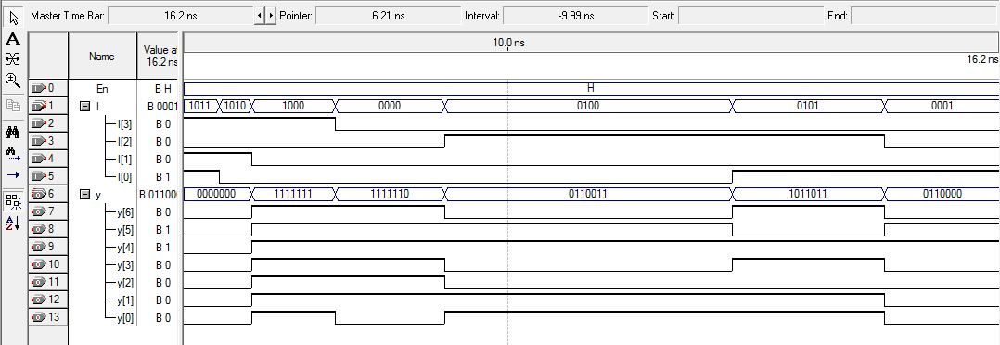 Master Time Bar: 16.2 ns Pointer: 6.21 ns Interval: -9.99 ns Start: End:
10.0 ns
16.2 ns
Name Value at 16.2 ns
0 En B H H
1 I B 0001 1011 1010 1000 0000 0100 0101 0001
2 I[3] B 0
3 I[2] B 0
4 I[1] B 0
5 I[0] B 1
6 y B 011000 0000000 1111111 1111110 0110011 1011011 0110000
7 y[6] B 0
8 y[5] B 1
9 y[4] B 1
10 y[3] B 0
11 y[2] B 0
12 y[1] B 0
13 y[0] B 0